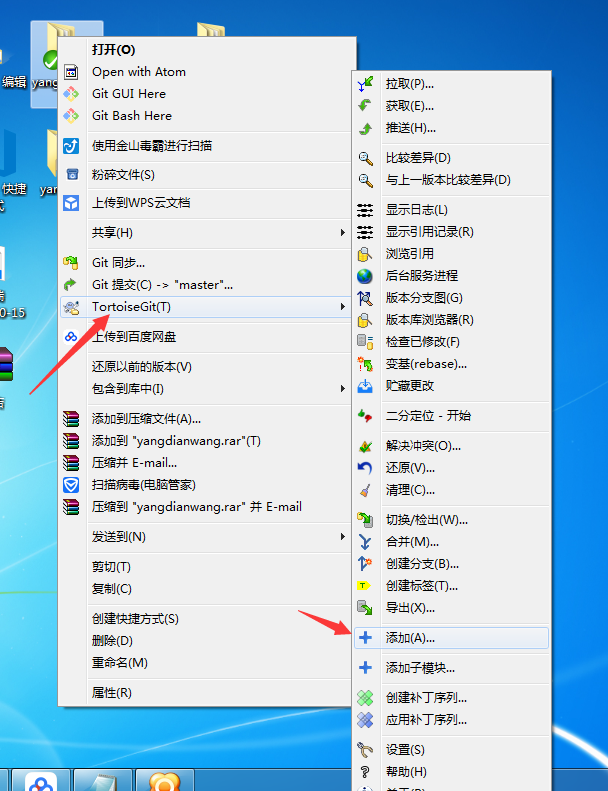 编辑
yang
快捷
式
yar
0-15
打开(O)
Open with Atom
Git GUI Here
Git Bash Here
使用金山毒霸进行扫描
粉碎文件(S)
上传到WPS云文档
共享(H)
Git 同步...
Git 提交(C) -> "master"...
TortoiseGit(T)
上传到百度网盘
还原以前的版本(V)
包含到库中(I)
添加到压缩文件(A)...
添加到 "yangdianwang.rar"(T)
压缩并 E-mail...
扫描病毒(电脑管家)
压缩到 "yangdianwang.rar" 并 E-mail
发送到(N)
剪切(T)
复制(C)
创建快捷方式(S)
删除(D)
重命名(M)
属性(R)
拉取(P)...
获取(E)...
推送(H)...
比较差异(D)
与上一版本比较差异(D)
显示日志(L)
显示引用记录(R)
浏览引用
后台服务进程
版本分支图(G)
版本库浏览器(R)
检查已修改(F)
变基(rebase)...
贮藏更改
二分定位 - 开始
解决冲突(O)...
还原(V)...
清理(C)...
切换/检出(W)...
合并(M)...
创建分支(B)...
创建标签(T)...
导出(X)...
添加(A)...
添加子模块...
创建补丁序列...
应用补丁序列...
设置(S)
帮助(H)